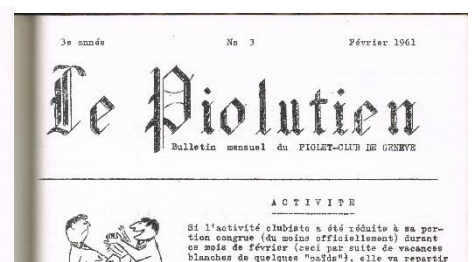 3e année No 3 Février 1961
Le Piolutien
Bulletin mensuel du PIOLET-CLUB DE GENEVE
ACTIVITE
Si l'activité clubiste a été réduite à sa por-
tion congrue (du moins officiellement) durant
ce mois de février (ceci par suite de vacances
blanches de quelques "caïds"), elle va repartir